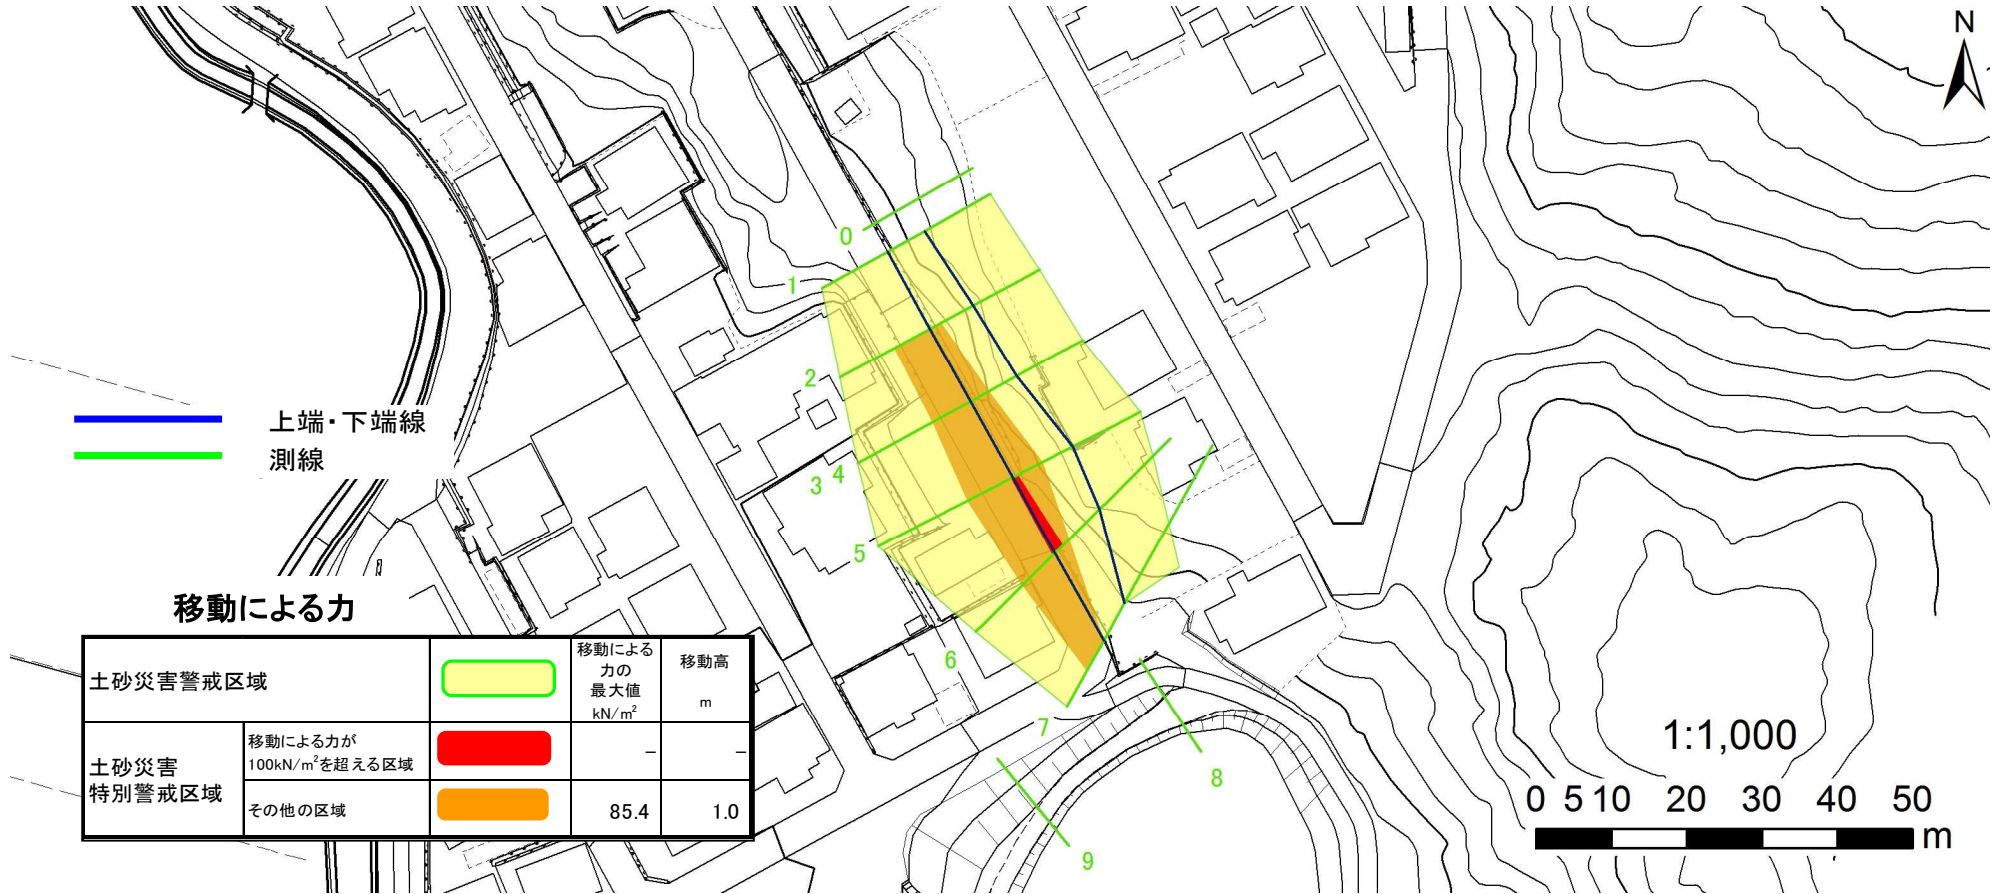 N
0
1
2
3
4
5
6
7
8
9
上端・下端線
測線
移動による力
土砂災害警戒区域
移動による
力の
最大値
kN/m²
移動高
m
土砂災害
特別警戒区域
移動による力が
100kN/m²を超える区域
－
－
その他の区域
85.4
1.0
1:1,000
0 5 10 20 30 40 50
m